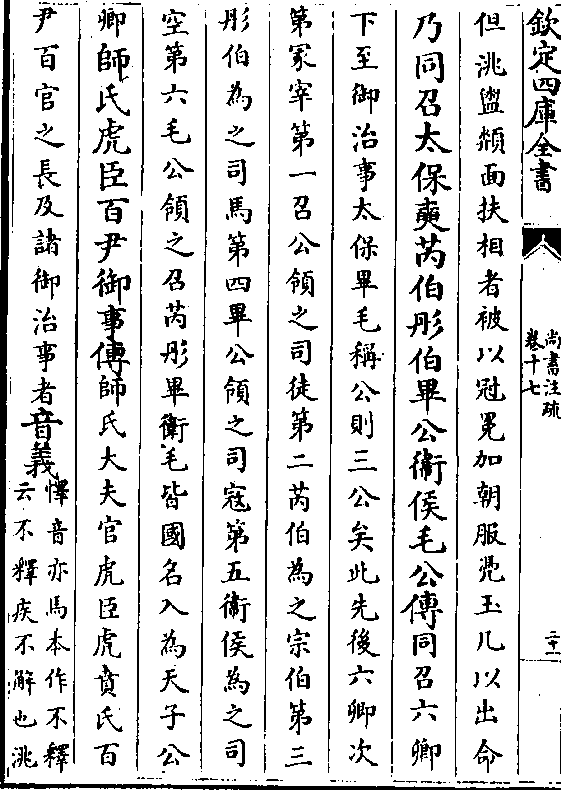 欽定四庫全書
尚書注疏
卷十七
二十一
但洮盥頮面扶相者被以冠冕加朝服凴玉几以出命
乃同召太保奭芮伯彤伯畢公衞侯毛公傳同召六卿
下至御治事太保畢毛稱公則三公矣此先後六卿次
第冢宰第一召公領之司徒第二芮伯為之宗伯第三
彤伯為之司馬第四畢公領之司寇第五衞侯為之司
空第六毛公領之召芮彤畢衞毛皆國名入為天子公
卿師氏虎臣百尹御事傳師氏大夫官虎臣虎賁氏百
尹百官之長及諸御治事者音義懌音亦馬本作不釋
云不釋疾不解也洮